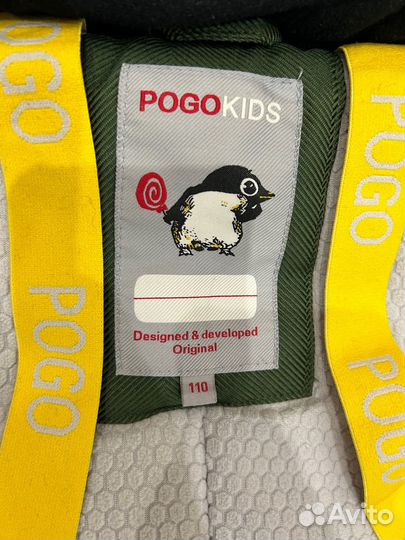 POGO
POGO
POGOKIDS
Designed & developed
Original
110
POGO
POGO
Avito